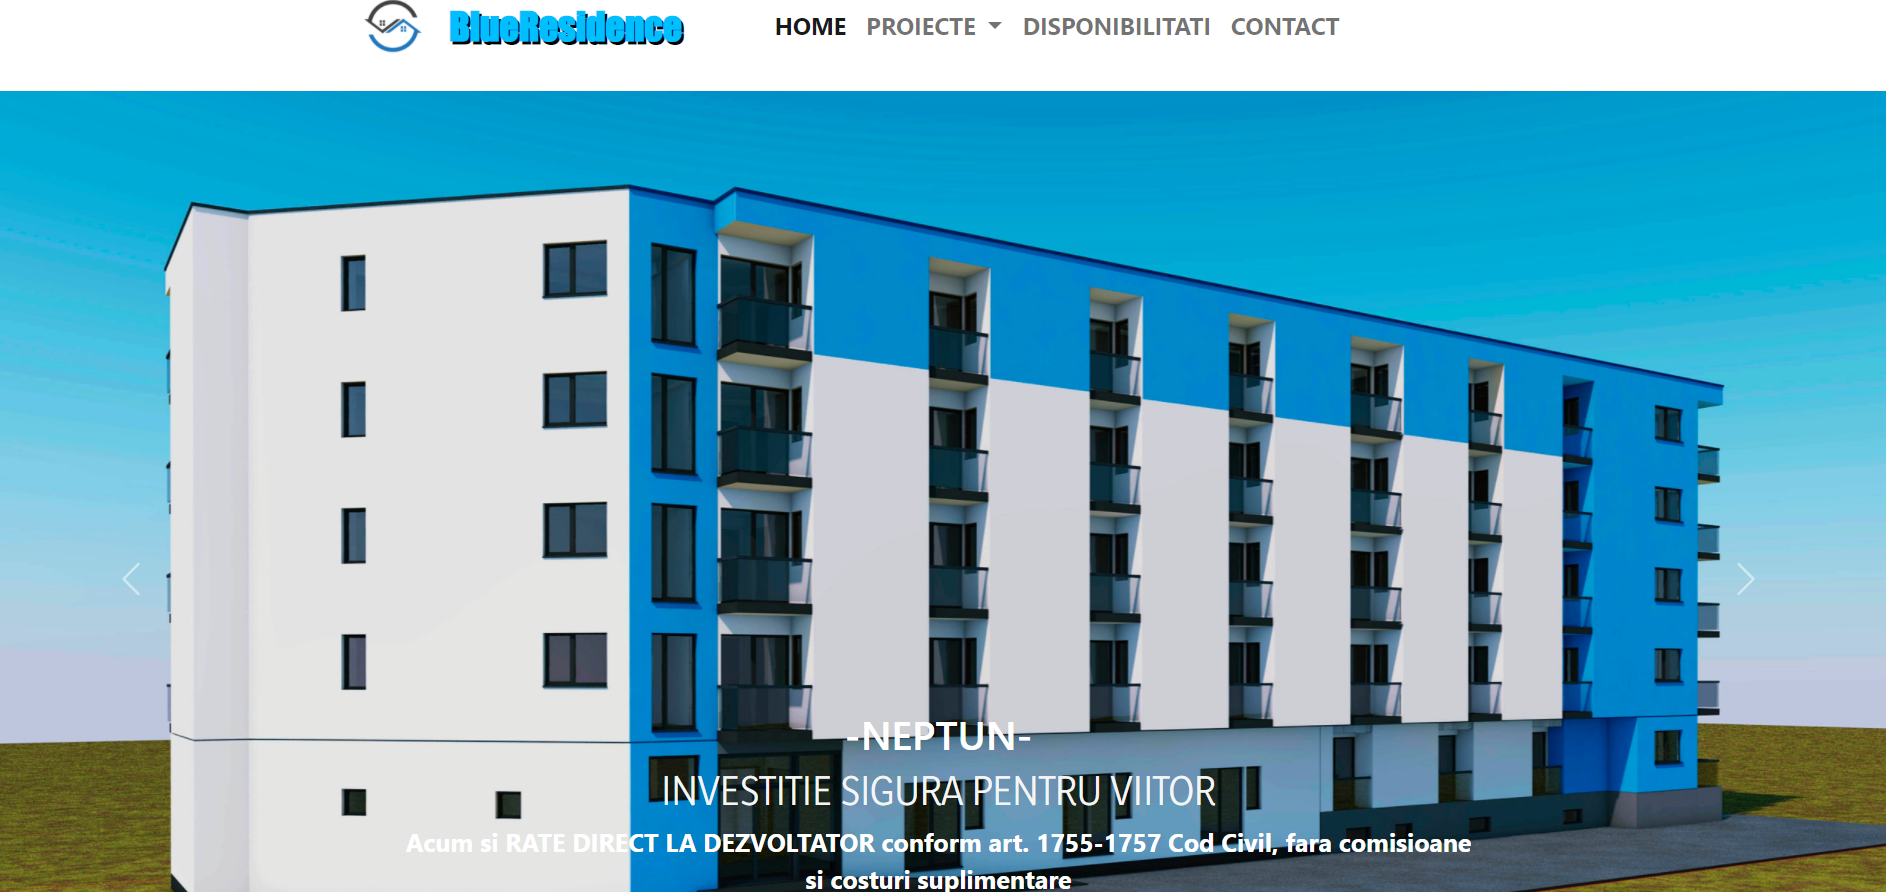 BlueResidence
HOME PROIECTE DISPONIBILITATI CONTACT
-NEPTUN-
INVESTITIE SIGURA PENTRU VIITOR
Acum si RATE DIRECT LA DEZVOLTATOR conform art. 1755-1757 Cod Civil, fara comisioane
si costuri suplimentare